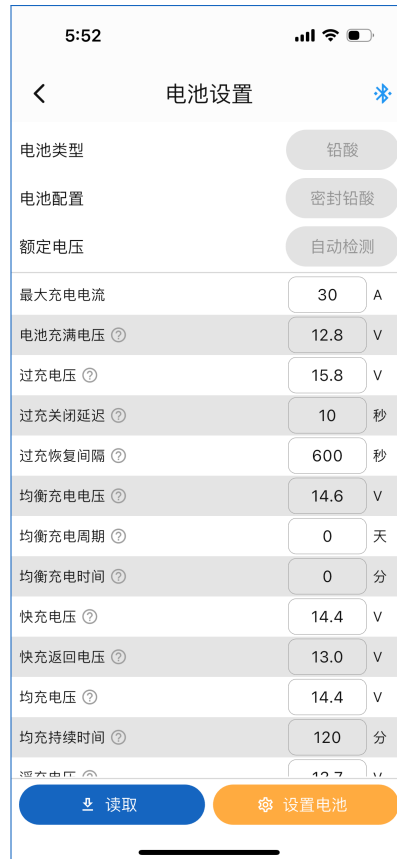 5:52
电池设置
电池类型 铅酸
电池配置 密封铅酸
额定电压 自动检测
最大充电电流 30 A
电池充满电压 ? 12.8 V
过充电压 ? 15.8 V
过充关闭延迟 ? 10 秒
过充恢复间隔 ? 600 秒
均衡充电电压 ? 14.6 V
均衡充电周期 ? 0 天
均衡充电时间 ? 0 分
快充电压 ? 14.4 V
快充返回电压 ? 13.0 V
均充电压 ? 14.4 V
均充持续时间 ? 120 分
浮充电压 ? 13.7 V
读取 设置电池